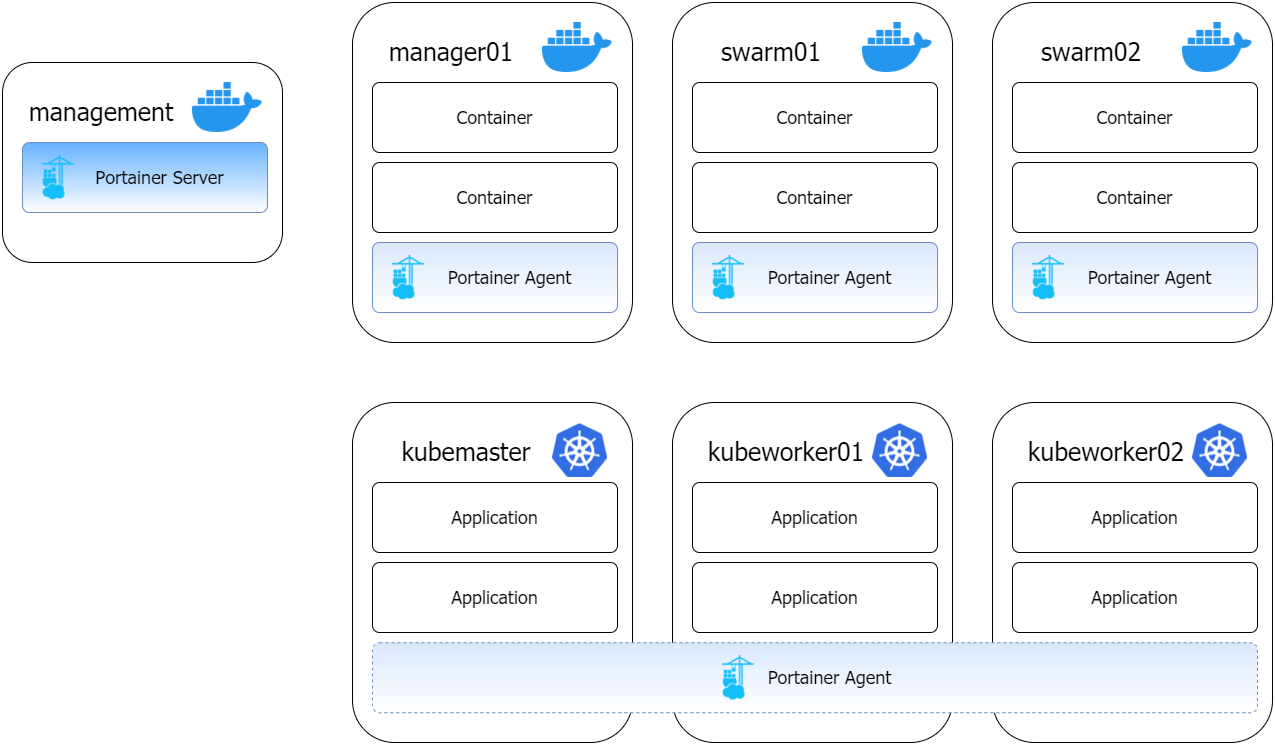 management
Portainer Server
manager01
Container
Container
Portainer Agent
swarm01
Container
Container
Portainer Agent
swarm02
Container
Container
Portainer Agent
kubemaster
Application
Application
kubeworker01
Application
Application
kubeworker02
Application
Application
Portainer Agent